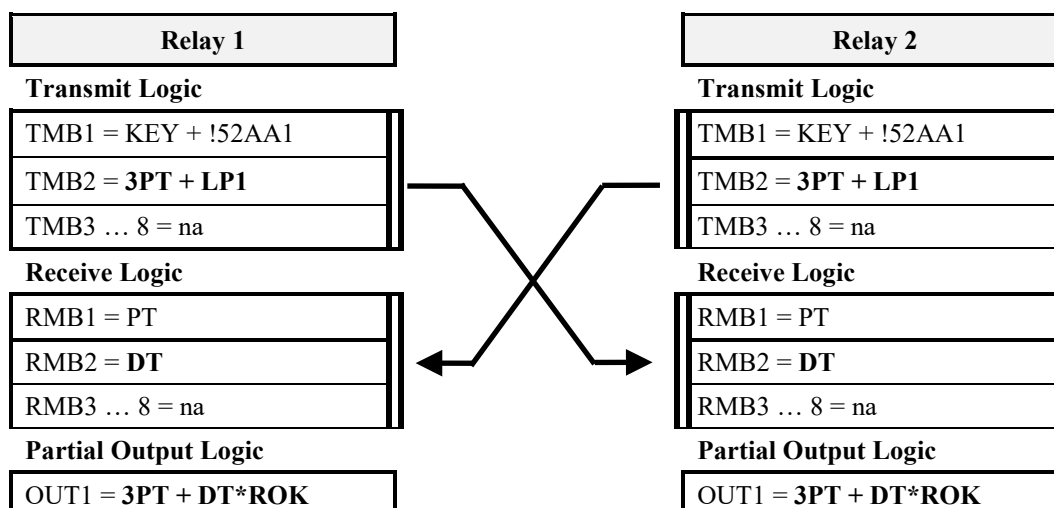 Relay 1
Transmit Logic
TMB1 = KEY + !52AA1
TMB2 = 3PT + LP1
TMB3 … 8 = na
Receive Logic
RMB1 = PT
RMB2 = DT
RMB3 … 8 = na
Partial Output Logic
OUT1 = 3PT + DT*ROK
Relay 2
Transmit Logic
TMB1 = KEY + !52AA1
TMB2 = 3PT + LP1
TMB3 … 8 = na
Receive Logic
RMB1 = PT
RMB2 = DT
RMB3 … 8 = na
Partial Output Logic
OUT1 = 3PT + DT*ROK